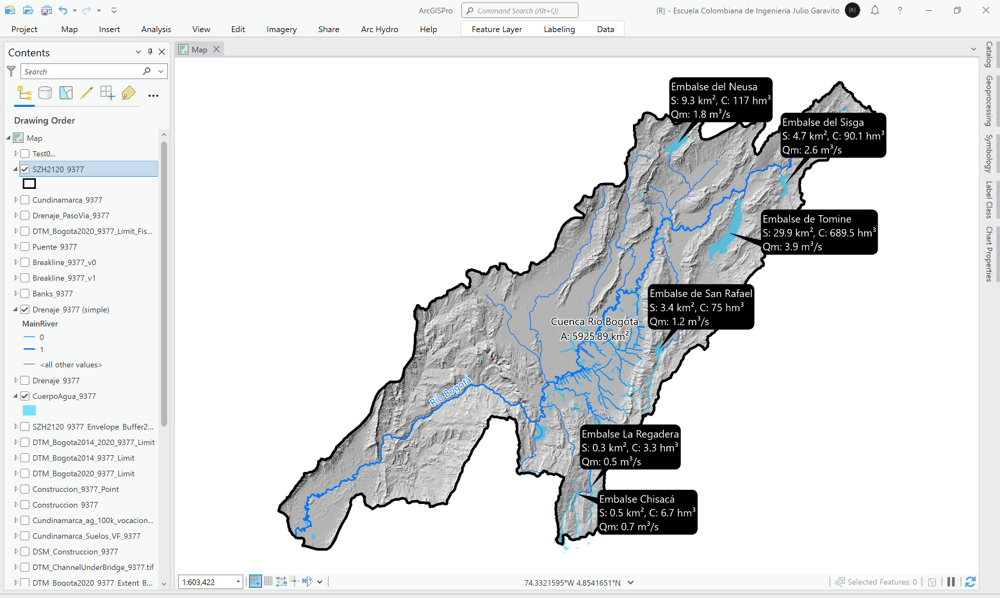 ArcGISPro
Command Search (Alt+Q)
{R} - Escuela Colombiana de Ingeniería Julio Garavito
{R}
?
Project
Map
Insert
Analysis
View
Edit
Imagery
Share
Arc Hydro
Help
Feature Layer
Labeling
Data
Contents
Search
Drawing Order
Map
Test0...
SZH2120_9377
Cundinamarca_9377
Drenaje_PasoVia_9377
DTM_Bogota2020_9377_Limit_Fis...
Puente_9377
Breakline_9377_v0
Breakline_9377_v1
Banks_9377
Drenaje_9377 (simple)
MainRiver
0
1
<all other values>
Drenaje_9377
CuerpoAgua_9377
SZH2120_9377_Envelope_Buffer2...
DTM_Bogota2014_2020_9377_Limit
DTM_Bogota2014_9377_Limit
DTM_Bogota2020_9377_Limit
Construccion_9377_Point
Construccion_9377
Cundinamarca_ag_100k_vocacion...
Cundinamarca_Suelos_VF_9377
DSM_Construccion_9377
DTM_ChannelUnderBridge_9377.tif
DTM_Bogota2020_9377_Extent_B...
Map
Embalse del Neusa
S: 9.3 km², C: 117 hm³
Qm: 1.8 m³/s
Embalse del Sisga
S: 4.7 km², C: 90.1 hm³
Qm: 2.6 m³/s
Embalse de Tomine
S: 29.9 km², C: 689.5 hm³
Qm: 3.9 m³/s
Embalse de San Rafael
S: 3.4 km², C: 75 hm³
Qm: 1.2 m³/s
Cuenca Río Bogotá
A: 5925.89 km²
Río Bogotá
Embalse La Regadera
S: 0.3 km², C: 3.3 hm³
Qm: 0.5 m³/s
Embalse Chisacá
S: 0.5 km², C: 6.7 hm³
Qm: 0.7 m³/s
Catalog
Geoprocessing
Symbology
Label Class
Chart Properties
1:603,422
N
74.3321595°W 4.8541651°N
Selected Features: 0